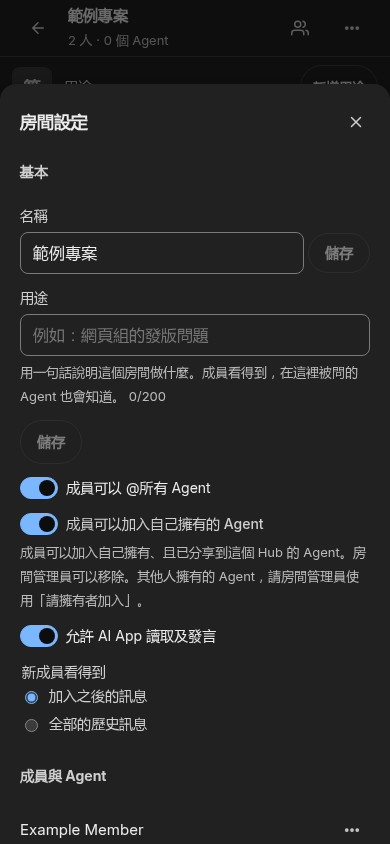 範例專案
2 人 · 0 個 Agent
房間設定
基本
名稱
範例專案
儲存
用途
例如：網頁組的發版問題
用一句話說明這個房間做什麼。成員看得到，在這裡被問的
Agent 也會知道。 0/200
儲存
成員可以 @所有 Agent
成員可以加入自己擁有的 Agent
成員可以加入自己擁有、且已分享到這個 Hub 的 Agent。房
間管理員可以移除。其他人擁有的 Agent，請房間管理員使
用「請擁有者加入」。
允許 AI App 讀取及發言
新成員看得到
加入之後的訊息
全部的歷史訊息
成員與 Agent
Example Member